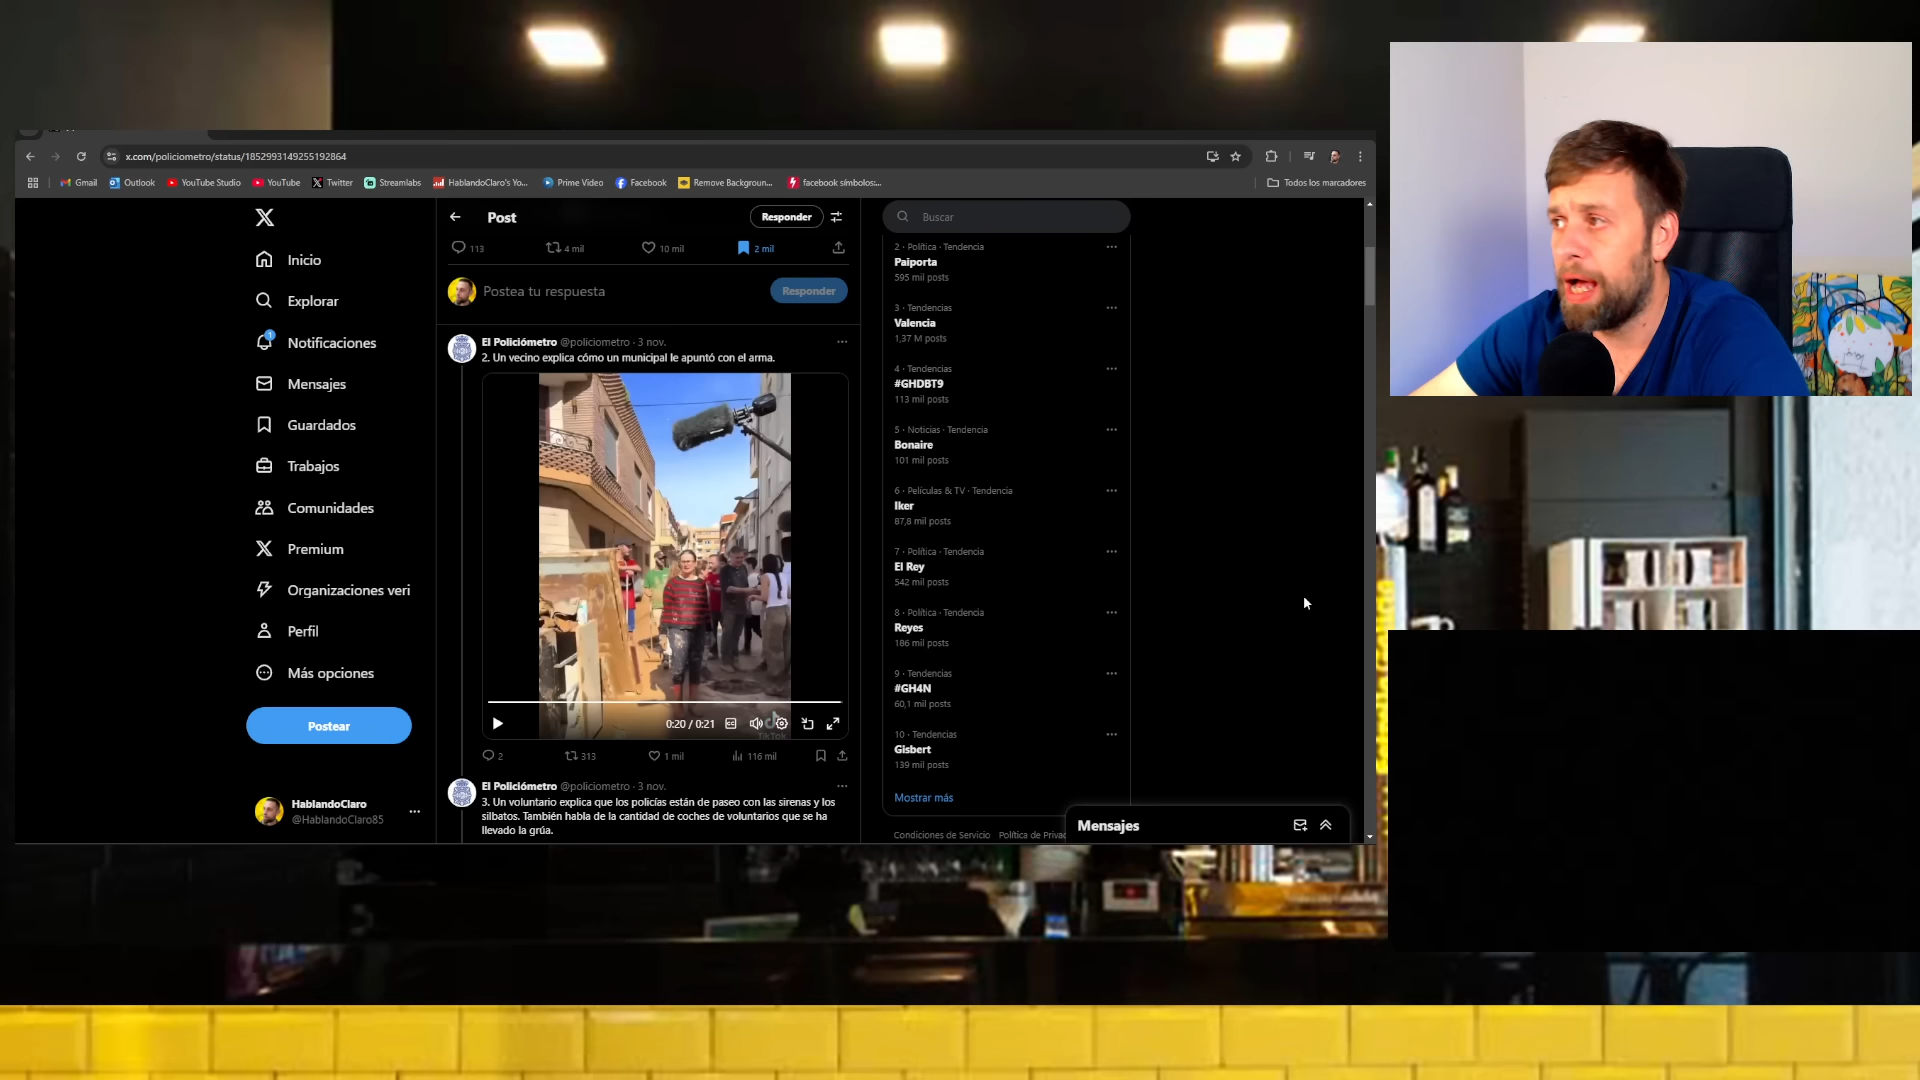 x.com/policiometro/status/1852993149255192864
Gmail
Outlook
YouTube Studio
YouTube
Twitter
Streamlabs
HablandoClaro's Yo...
Prime Video
Facebook
Remove Backgroun...
facebook símbolos:...
Todos los marcadores
Inicio
Explorar
1
Notificaciones
Mensajes
Guardados
Trabajos
Comunidades
Premium
Organizaciones veri
Perfil
Más opciones
Postear
HablandoClaro
@HablandoClaro85
Post
Responder
113
4 mil
10 mil
2 mil
Postea tu respuesta
Responder
El Policiómetro @policiometro · 3 nov.
2. Un vecino explica cómo un municipal le apuntó con el arma.
0:20 / 0:21
TikTok
2
313
1 mil
116 mil
El Policiómetro @policiometro · 3 nov.
3. Un voluntario explica que los policías están de paseo con las sirenas y los
silbatos. También habla de la cantidad de coches de voluntarios que se ha
llevado la grúa.
Buscar
2 · Política · Tendencia
Paiporta
595 mil posts
3 · Tendencias
Valencia
1,37 M posts
4 · Tendencias
#GHDBT9
113 mil posts
5 · Noticias · Tendencia
Bonaire
101 mil posts
6 · Películas & TV · Tendencia
Iker
87,8 mil posts
7 · Política · Tendencia
El Rey
542 mil posts
8 · Política · Tendencia
Reyes
186 mil posts
9 · Tendencias
#GH4N
60,1 mil posts
10 · Tendencias
Gisbert
139 mil posts
Mostrar más
Condiciones de Servicio Política de Privac
Mensajes